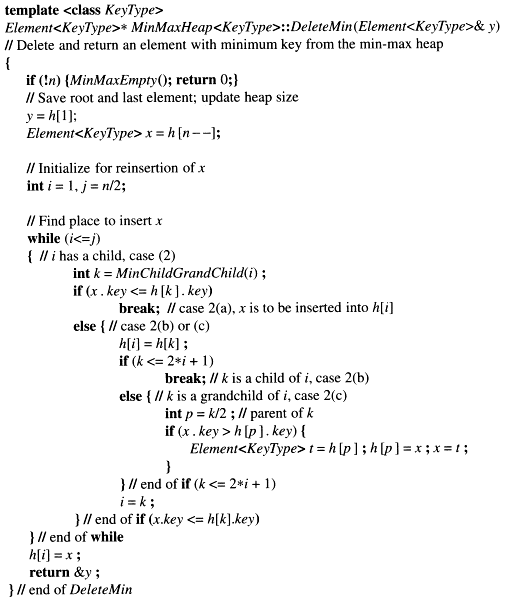 template <class KeyType>
Element<KeyType>* MinMaxHeap<KeyType>::DeleteMin(Element<KeyType>& y)
// Delete and return an element with minimum key from the min-max heap
{
if (!n) {MinMaxEmpty(); return 0;}
// Save root and last element; update heap size
y = h[1];
Element<KeyType> x = h [n--];
// Initialize for reinsertion of x
int i = 1, j = n/2;
// Find place to insert x
while (i<=j)
{ // i has a child, case (2)
int k = MinChildGrandChild(i) ;
if (x . key <= h [k] . key)
break; // case 2(a), x is to be inserted into h[i]
else { // case 2(b) or (c)
h[i] = h[k] ;
if (k <= 2*i + 1)
break; // k is a child of i, case 2(b)
else { // k is a grandchild of i, case 2(c)
int p = k/2 ; // parent of k
if (x . key > h [p] . key) {
Element<KeyType> t = h [p] ; h [p] = x ; x = t ;
}
} // end of if (k <= 2*i + 1)
i = k ;
} // end of if (x.key <= h[k].key)
} // end of while
h[i] = x ;
return &y ;
} // end of DeleteMin